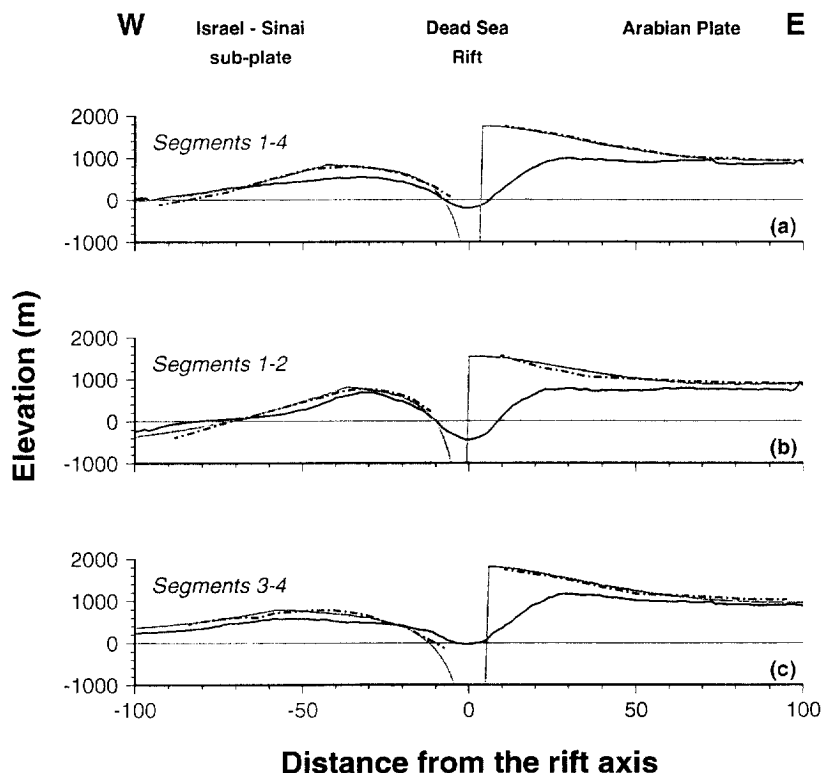 W Israel - Sinai Dead Sea Arabian Plate E
sub-plate Rift
2000
1000
0
-1000
Segments 1-4
(a)
Elevation (m)
2000
1000
0
-1000
Segments 1-2
(b)
2000
1000
0
-1000
Segments 3-4
(c)
-100 -50 0 50 100
Distance from the rift axis